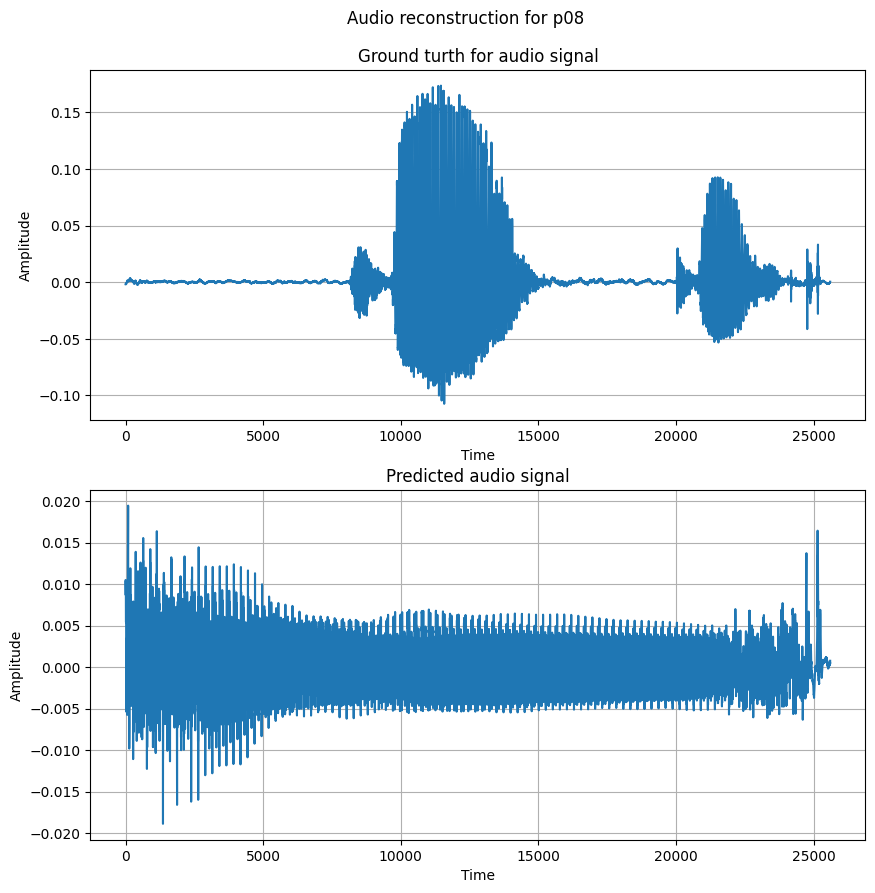 Audio reconstruction for p08
Ground turth for audio signal
0.15
0.10
0.05
0.00
−0.05
−0.10
Amplitude
0 5000 10000 15000 20000 25000
Time
Predicted audio signal
0.020
0.015
0.010
0.005
0.000
−0.005
−0.010
−0.015
−0.020
Amplitude
0 5000 10000 15000 20000 25000
Time